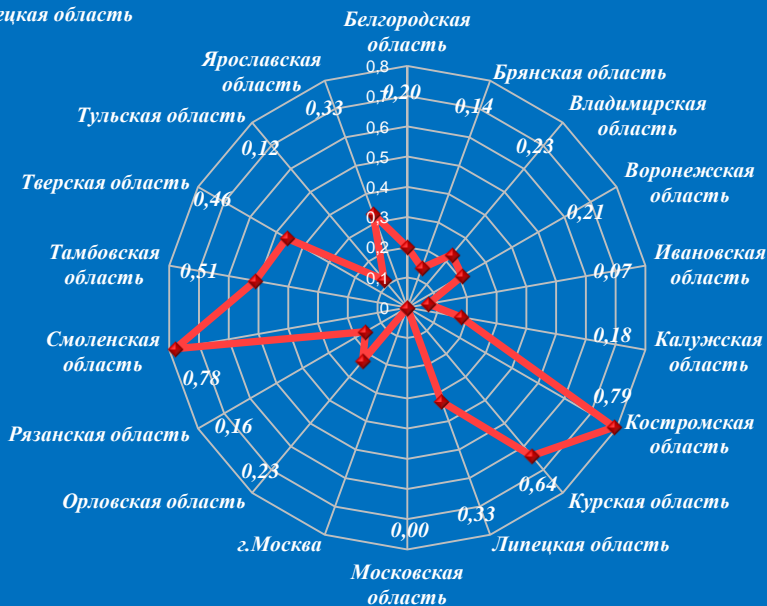 ецкая область
Белгородская
область
Брянская область
Владимирская
область
Воронежская
область
Ивановская
область
Калужская
область
Костромская
область
Курская область
Липецкая область
Московская
область
г.Москва
Орловская область
Рязанская область
Смоленская
область
Тамбовская
область
Тверская область
Тульская область
Ярославская
область
0,20
0,14
0,23
0,21
0,07
0,18
0,79
0,64
0,33
0,00
0,23
0,16
0,78
0,51
0,46
0,12
0,33
0,8
0,7
0,6
0,5
0,4
0,3
0,2
0,1
0